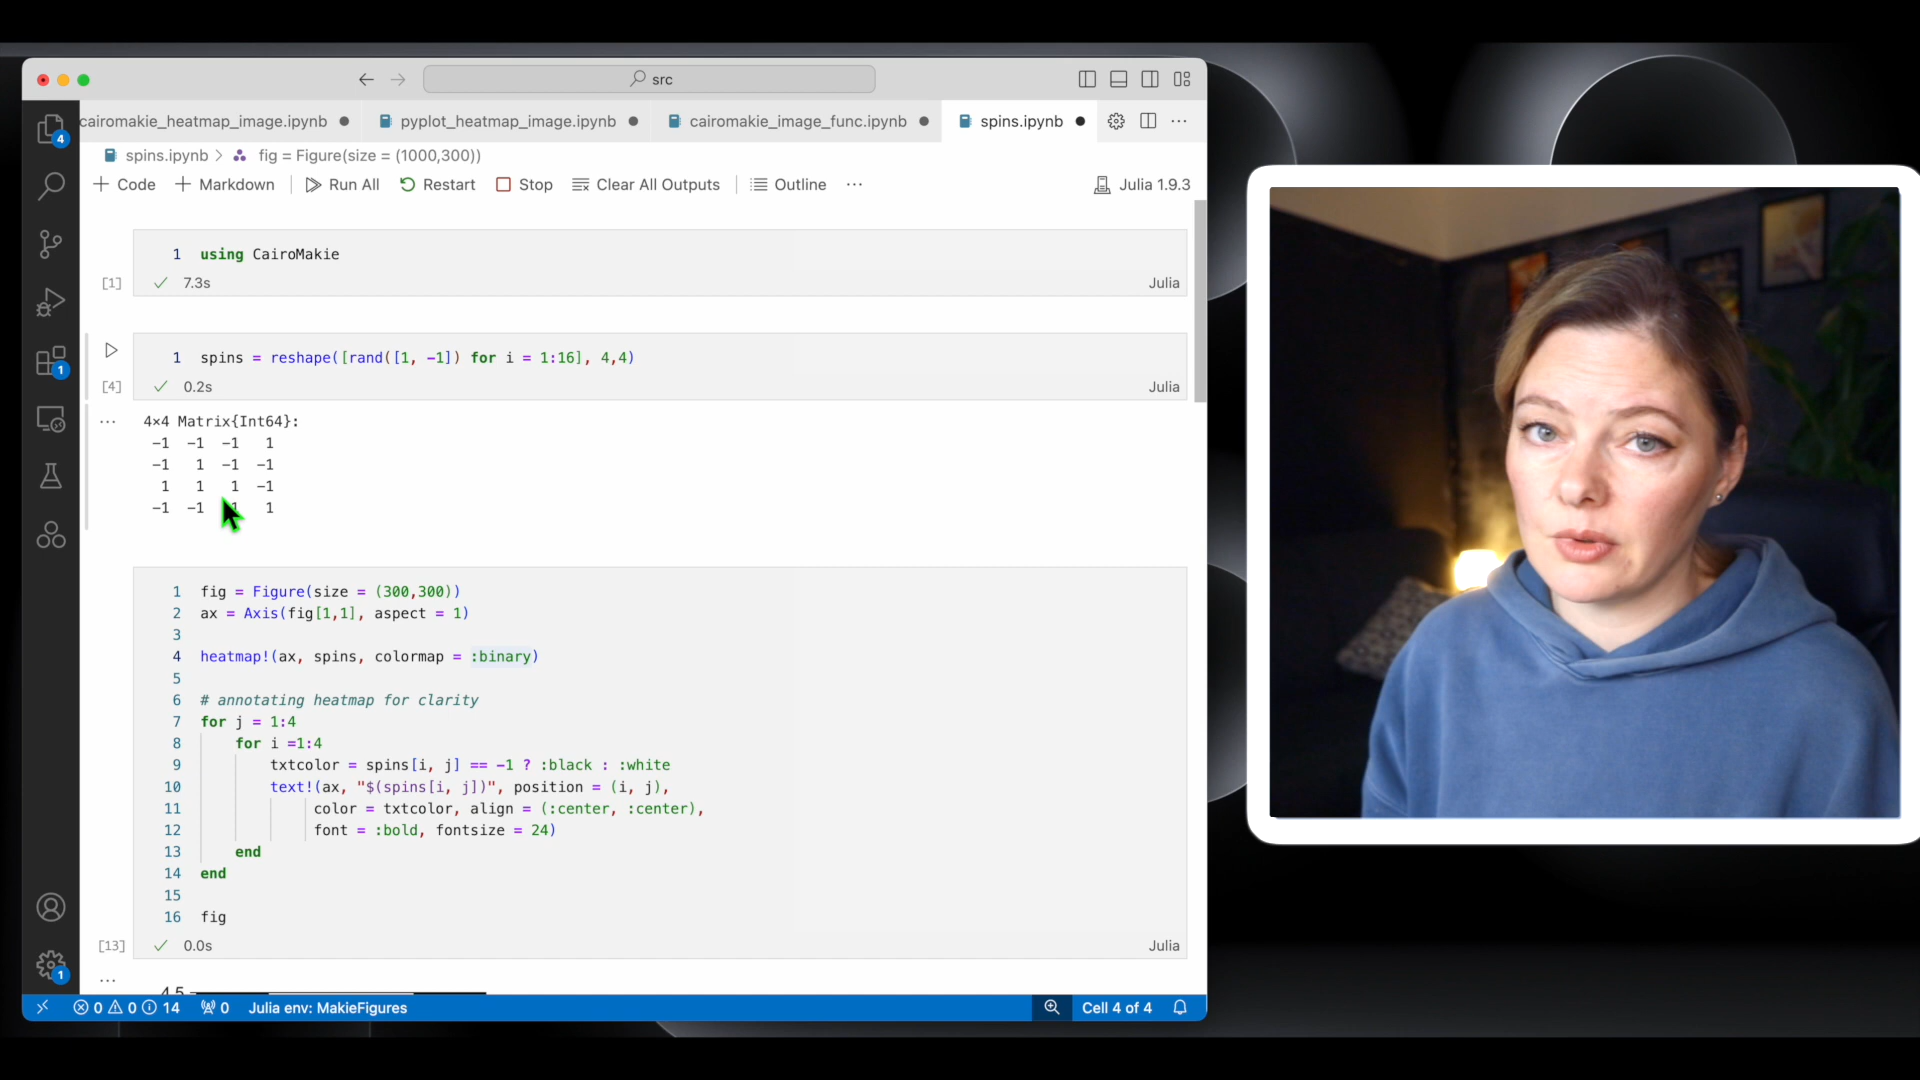 src
cairomakie_heatmap_image.ipynb
pyplot_heatmap_image.ipynb
cairomakie_image_func.ipynb
spins.ipynb
spins.ipynb > fig = Figure(size = (1000,300))
+ Code + Markdown Run All Restart Stop Clear All Outputs Outline ... Julia 1.9.3
4
1 using CairoMakie
[1] 7.3s Julia
1 spins = reshape([rand([1, −1]) for i = 1:16], 4,4)
[4] 0.2s Julia
1
... 4×4 Matrix{Int64}:
−1 −1 −1 1
−1 1 −1 −1
1 1 1 −1
−1 −1 1 1
1 fig = Figure(size = (300,300))
2 ax = Axis(fig[1,1], aspect = 1)
3
4 heatmap!(ax, spins, colormap = :binary)
5
6 # annotating heatmap for clarity
7 for j = 1:4
8 for i =1:4
9 txtcolor = spins[i, j] == −1 ? :black : :white
10 text!(ax, "$(spins[i, j])", position = (i, j),
11 color = txtcolor, align = (:center, :center),
12 font = :bold, fontsize = 24)
13 end
14 end
15
16 fig
[13] 0.0s Julia
1
...
4.5
0 0 14 0 Julia env: MakieFigures Cell 4 of 4